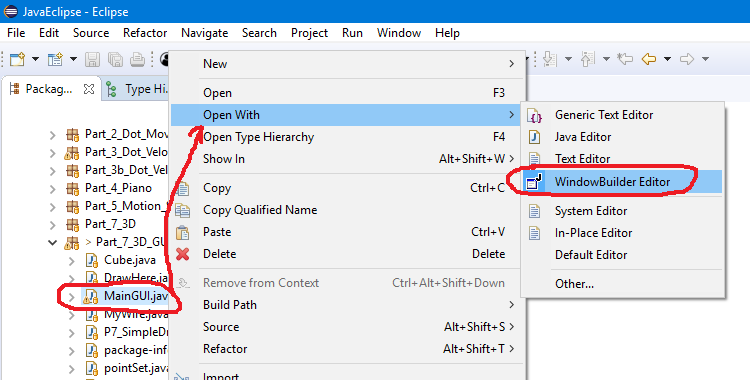 JavaEclipse - Eclipse
File Edit Source Refactor Navigate Search Project Run Window Help
Packag... Type Hi...
Part_2_Dot_Mov
Part_3_Dot_Velo
Part_3b_Dot_Vel
Part_4_Piano
Part_5_Motion_
Part_7_3D
> Part_7_3D_GU
Cube.java
DrawHere.ja
MainGUI.jav
MyWire.java
P7_SimpleDr
package-inf
pointSet.java
New
Open F3
Open With
Open Type Hierarchy F4
Show In Alt+Shift+W
Copy Ctrl+C
Copy Qualified Name
Paste Ctrl+V
Delete Delete
Remove from Context Ctrl+Alt+Shift+Down
Build Path
Source Alt+Shift+S
Refactor Alt+Shift+T
Import
Generic Text Editor
Java Editor
Text Editor
WindowBuilder Editor
System Editor
In-Place Editor
Default Editor
Other...